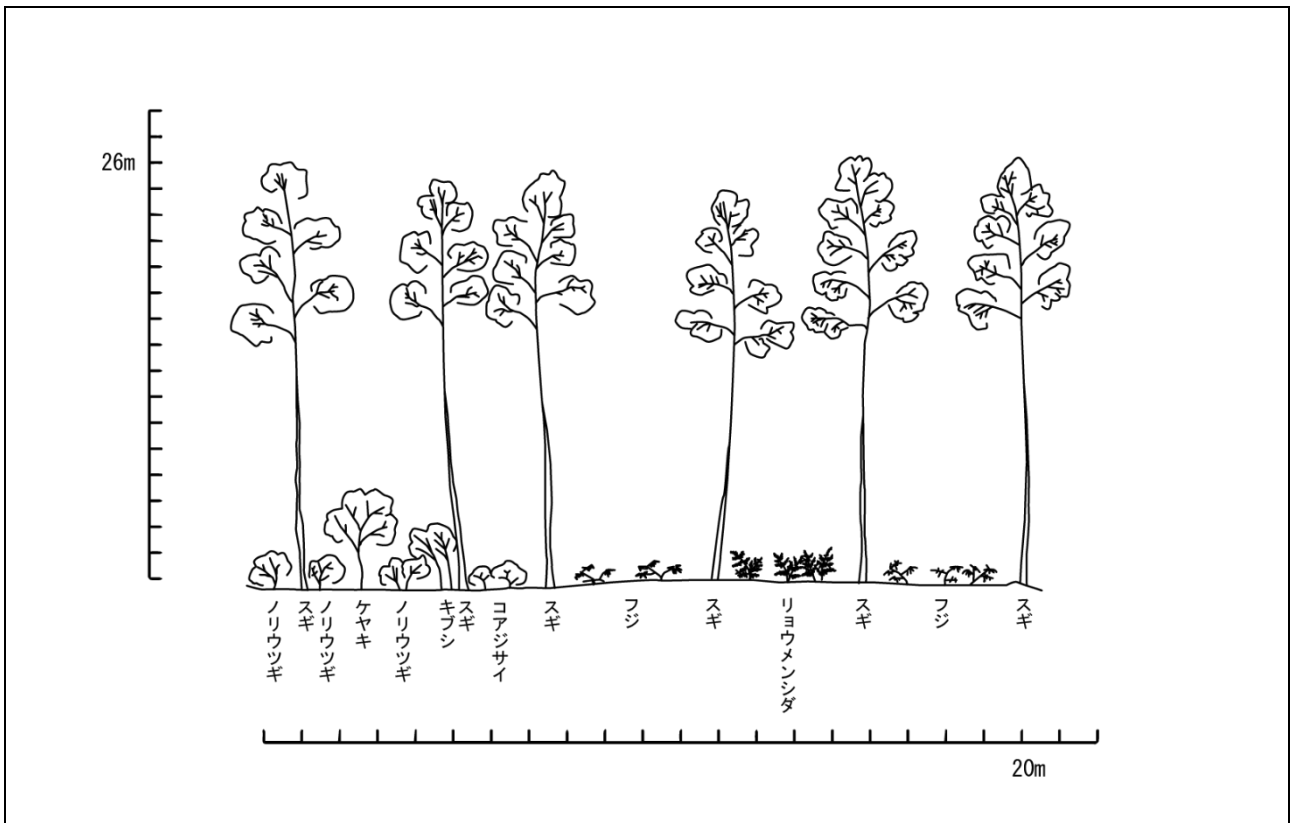 26m
ノリウツギ
スギ
ノリウツギ
ケヤキ
ノリウツギ
キブシ
スギ
コアジサイ
スギ
フジ
スギ
リョウメンシダ
スギ
フジ
スギ
20m